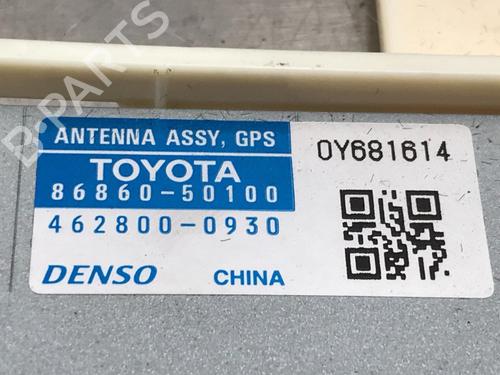 B-PARTS
ANTENNA ASSY, GPS
0Y681614
TOYOTA
86860-50100
462800-0930
DENSO
CHINA